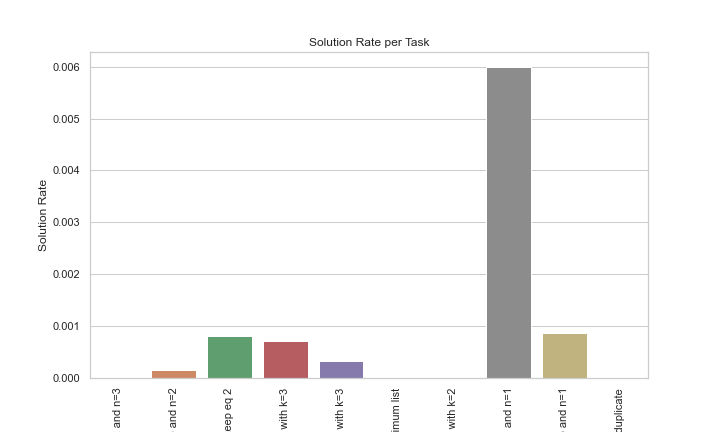 Solution Rate per Task
Solution Rate
0.006
0.005
0.004
0.003
0.002
0.001
0.000
and n=3
and n=2
eep eq 2
with k=3
with k=3
imum list
with k=2
and n=1
and n=1
duplicate